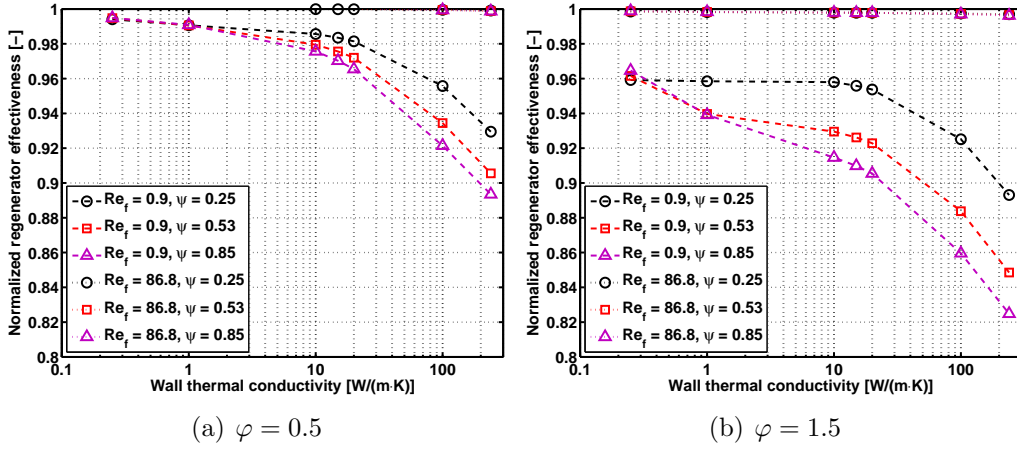 1
0.98
0.96
0.94
0.92
0.9
0.88
0.86
0.84
0.82
0.8
0.1
1
10
100
Normalized regenerator effectiveness [–]
Wall thermal conductivity [W/(m·K)]
Re_f = 0.9, ψ = 0.25
Re_f = 0.9, ψ = 0.53
Re_f = 0.9, ψ = 0.85
Re_f = 86.8, ψ = 0.25
Re_f = 86.8, ψ = 0.53
Re_f = 86.8, ψ = 0.85
(a) φ = 0.5
1
0.98
0.96
0.94
0.92
0.9
0.88
0.86
0.84
0.82
0.8
0.1
1
10
100
Normalized regenerator effectiveness [–]
Wall thermal conductivity [W/(m·K)]
Re_f = 0.9, ψ = 0.25
Re_f = 0.9, ψ = 0.53
Re_f = 0.9, ψ = 0.85
Re_f = 86.8, ψ = 0.25
Re_f = 86.8, ψ = 0.53
Re_f = 86.8, ψ = 0.85
(b) φ = 1.5